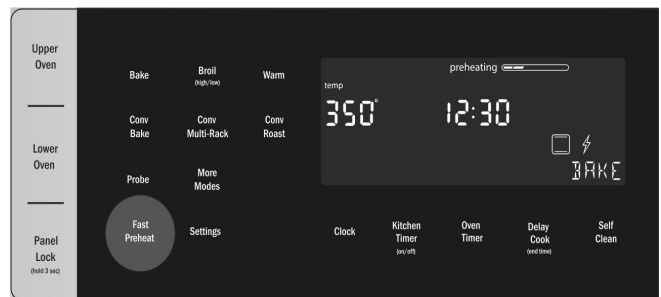 Upper
Oven
Lower
Oven
Panel
Lock
(hold 3 sec)
Bake
Broil
(high/low)
Warm
Conv
Bake
Conv
Multi-Rack
Conv
Roast
Probe
More
Modes
Fast
Preheat
Settings
preheating
temp
350° 12:30
BAKE
Clock
Kitchen
Timer
(on/off)
Oven
Timer
Delay
Cook
(end time)
Self
Clean